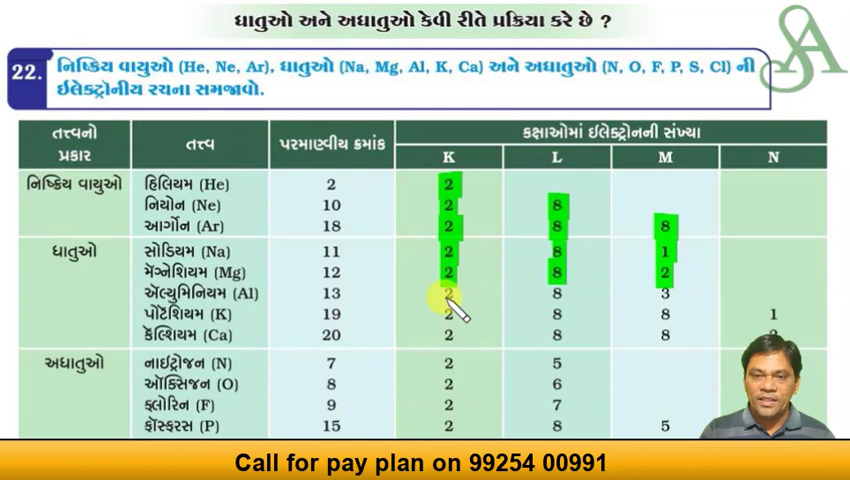 ધાતુઓ અને અધાતુઓ કેવી રીતે પ્રક્રિયા કરે છે ?
22. નિષ્ક્રિય વાયુઓ (He, Ne, Ar), ધાતુઓ (Na, Mg, Al, K, Ca) અને અધાતુઓ (N, O, F, P, S, Cl) ની
ઇલેક્ટ્રોનીય રચના સમજાવો.
તત્ત્વનો પ્રકાર તત્ત્વ પરમાણ્વીય ક્રમાંક કક્ષાઓમાં ઇલેક્ટ્રોનની સંખ્યા
K L M N
નિષ્ક્રિય વાયુઓ હિલિયમ (He) 2 2
નિયોન (Ne) 10 2 8
આર્ગોન (Ar) 18 2 8 8
ધાતુઓ સોડિયમ (Na) 11 2 8 1
મૅગ્નેશિયમ (Mg) 12 2 8 2
ઍલ્યુમિનિયમ (Al) 13 2 8 3
પોટૅશિયમ (K) 19 2 8 8 1
કૅલ્શિયમ (Ca) 20 2 8 8
અધાતુઓ નાઇટ્રોજન (N) 7 2 5
ઑક્સિજન (O) 8 2 6
ફ્લોરિન (F) 9 2 7
ફૉસ્ફરસ (P) 15 2 8 5
Call for pay plan on 99254 00991